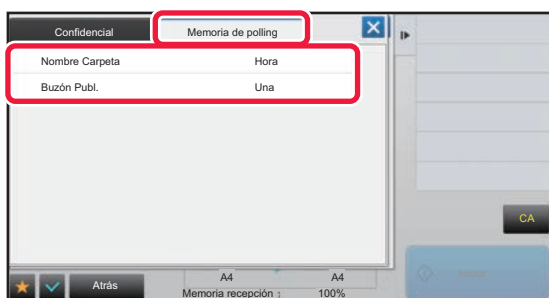 Confidencial Memoria de polling
Nombre Carpeta Hora
Buzón Publ. Una
CA
A4 A4
Atrás
Memoria recepción : 100%